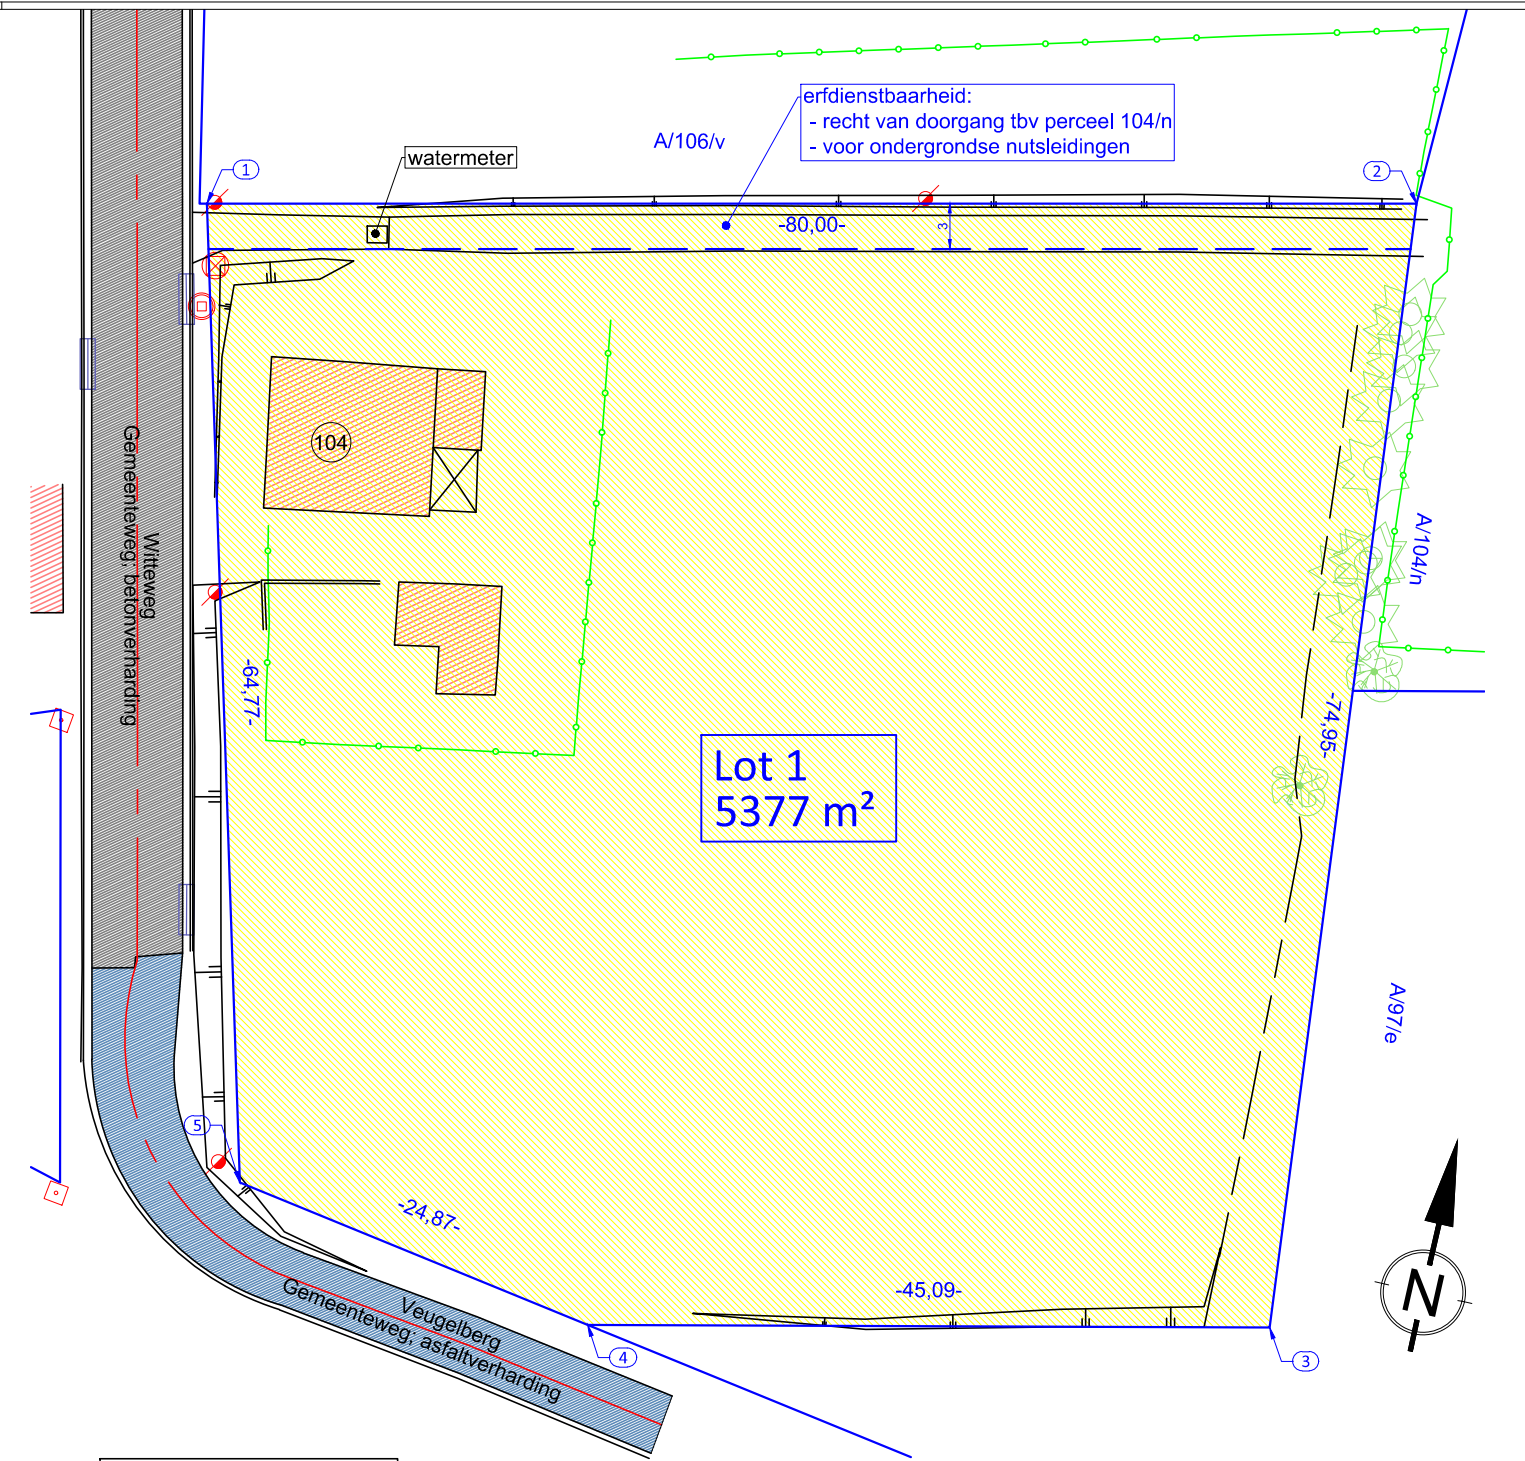 erfdienstbaarheid:
- recht van doorgang tbv perceel 104/n
- voor ondergrondse nutsleidingen
A/106/v
watermeter
1
2
-80,00-
3
104
Witteweg
Gemeenteweg; betonverharding
A/104/n
-64,77-
-74,95-
Lot 1
5377 m²
A/97/e
5
-24,87-
-45,09-
Veugelberg
Gemeenteweg; asfaltverharding
4
3
N